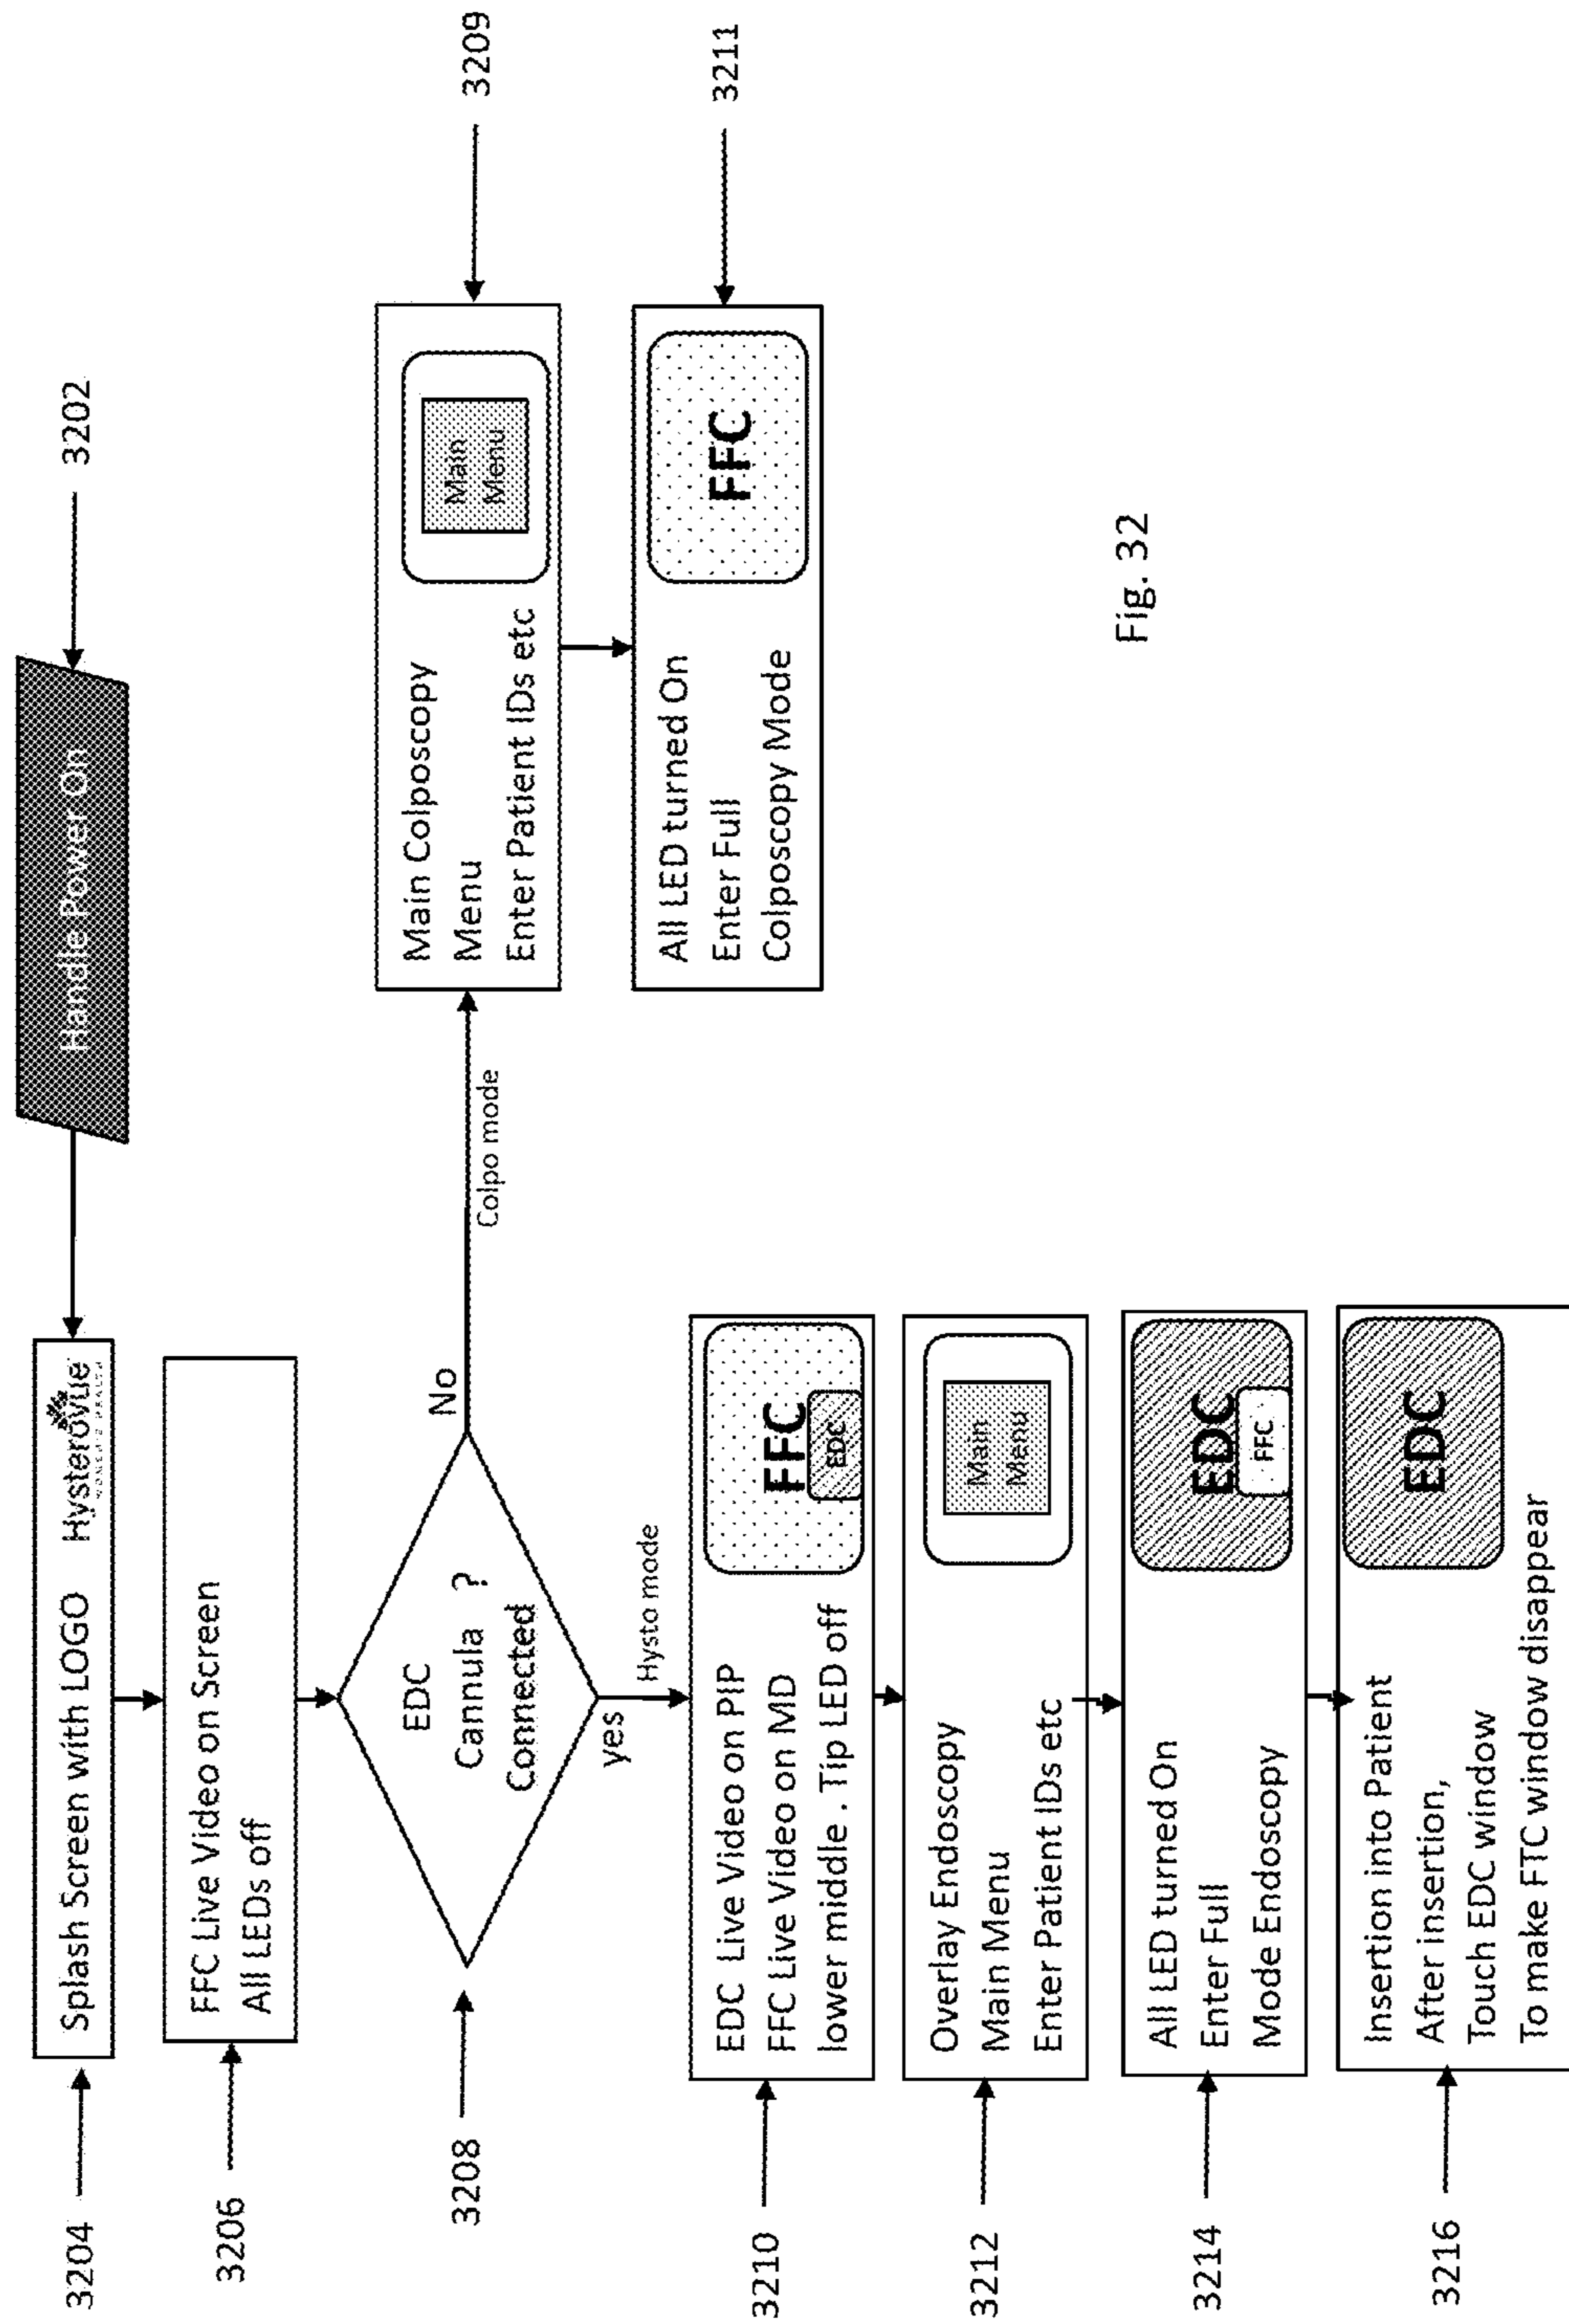 3202
Handle Power On
3204
Splash Screen with LOGO
Hysterovue
3206
FFC Live Video on Screen
All LEDs off
3208
EDC
Cannula ?
Connected
No
Colpo mode
yes
Hysto mode
3209
Main Colposcopy
Menu
Enter Patient IDs etc
Main
Menu
3211
All LED turned On
Enter Full
Colposcopy Mode
FFC
3210
EDC Live Video on PIP
FFC Live Video on MD
lower middle . Tip LED off
FFC
EDC
3212
Overlay Endoscopy
Main Menu
Enter Patient IDs etc
Main
Menu
3214
All LED turned On
Enter Full
Mode Endoscopy
EDC
FFC
3216
Insertion into Patient
After insertion,
Touch EDC window
To make FTC window disappear
EDC
Fig. 32